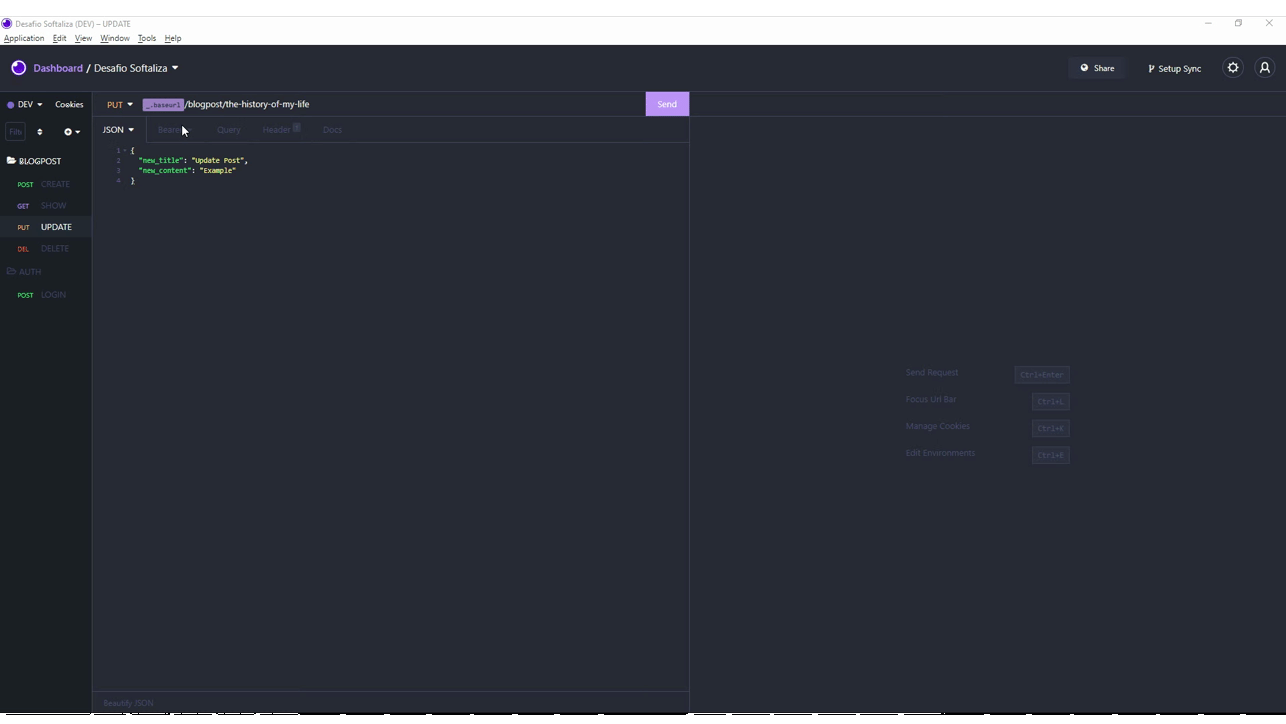 Desafio Softaliza (DEV) – UPDATE
Application Edit View Window Tools Help
Dashboard / Desafio Softaliza
Share
Setup Sync
DEV
Cookies
PUT
_.baseurl/blogpost/the-history-of-my-life
Send
JSON
Query
Header 1
Docs
BLOGPOST
POST CREATE
GET SHOW
PUT UPDATE
DEL DELETE
AUTH
POST LOGIN
1 {
2 "new_title": "Update Post",
3 "new_content": "Example"
4 }
Send Request Ctrl+Enter
Focus Url Bar Ctrl+L
Manage Cookies Ctrl+K
Edit Environments Ctrl+E
Beautify JSON